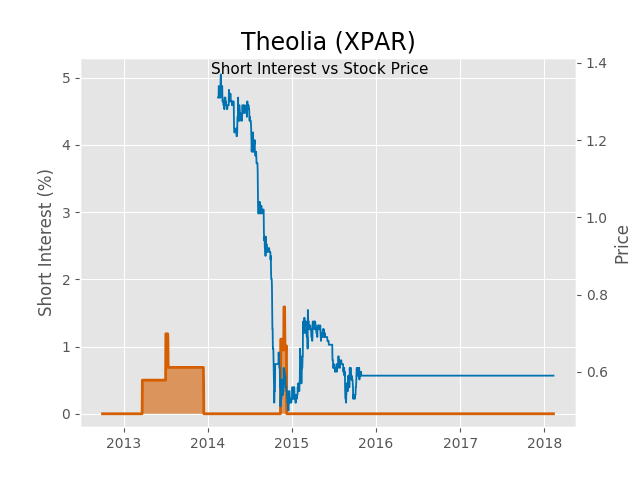 Theolia (XPAR)
Short Interest vs Stock Price
Short Interest (%)
5
4
3
2
1
0
1.4
1.2
1.0
0.8
0.6
Price
2013 2014 2015 2016 2017 2018